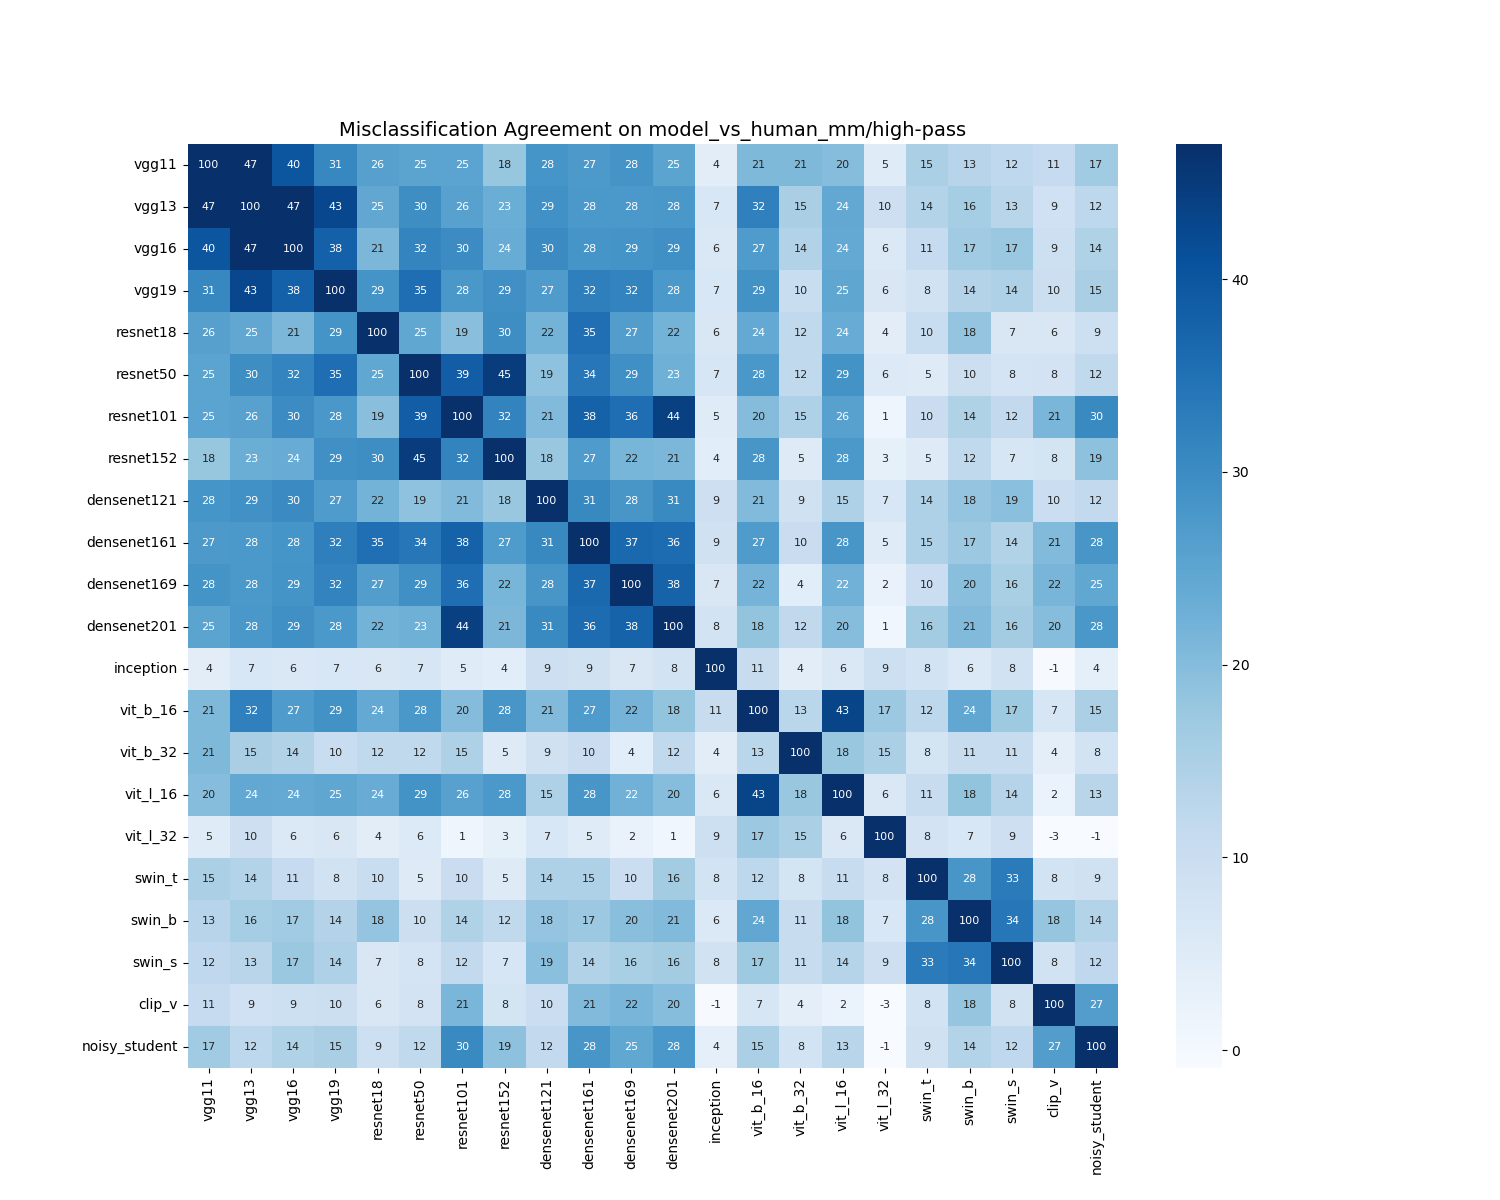 Misclassification Agreement on model_vs_human_mm/high-pass
vgg11 100 47 40 31 26 25 25 18 28 27 28 25 4 21 21 20 5 15 13 12 11 17
vgg13 47 100 47 43 25 30 26 23 29 28 28 28 7 32 15 24 10 14 16 13 9 12
vgg16 40 47 100 38 21 32 30 24 30 28 29 29 6 27 14 24 6 11 17 17 9 14
vgg19 31 43 38 100 29 35 28 29 27 32 32 28 7 29 10 25 6 8 14 14 10 15
resnet18 26 25 21 29 100 25 19 30 22 35 27 22 6 24 12 24 4 10 18 7 6 9
resnet50 25 30 32 35 25 100 39 45 19 34 29 23 7 28 12 29 6 5 10 8 8 12
resnet101 25 26 30 28 19 39 100 32 21 38 36 44 5 20 15 26 1 10 14 12 21 30
resnet152 18 23 24 29 30 45 32 100 18 27 22 21 4 28 5 28 3 5 12 7 8 19
densenet121 28 29 30 27 22 19 21 18 100 31 28 31 9 21 9 15 7 14 18 19 10 12
densenet161 27 28 28 32 35 34 38 27 31 100 37 36 9 27 10 28 5 15 17 14 21 28
densenet169 28 28 29 32 27 29 36 22 28 37 100 38 7 22 4 22 2 10 20 16 22 25
densenet201 25 28 29 28 22 23 44 21 31 36 38 100 8 18 12 20 1 16 21 16 20 28
inception 4 7 6 7 6 7 5 4 9 9 7 8 100 11 4 6 9 8 6 8 -1 4
vit_b_16 21 32 27 29 24 28 20 28 21 27 22 18 11 100 13 43 17 12 24 17 7 15
vit_b_32 21 15 14 10 12 12 15 5 9 10 4 12 4 13 100 18 15 8 11 11 4 8
vit_l_16 20 24 24 25 24 29 26 28 15 28 22 20 6 43 18 100 6 11 18 14 2 13
vit_l_32 5 10 6 6 4 6 1 3 7 5 2 1 9 17 15 6 100 8 7 9 -3 -1
swin_t 15 14 11 8 10 5 10 5 14 15 10 16 8 12 8 11 8 100 28 33 8 9
swin_b 13 16 17 14 18 10 14 12 18 17 20 21 6 24 11 18 7 28 100 34 18 14
swin_s 12 13 17 14 7 8 12 7 19 14 16 16 8 17 11 14 9 33 34 100 8 12
clip_v 11 9 9 10 6 8 21 8 10 21 22 20 -1 7 4 2 -3 8 18 8 100 27
noisy_student 17 12 14 15 9 12 30 19 12 28 25 28 4 15 8 13 -1 9 14 12 27 100
vgg11 vgg13 vgg16 vgg19 resnet18 resnet50 resnet101 resnet152 densenet121 densenet161 densenet169 densenet201 inception vit_b_16 vit_b_32 vit_l_16 vit_l_32 swin_t swin_b swin_s clip_v noisy_student
40
30
20
10
0